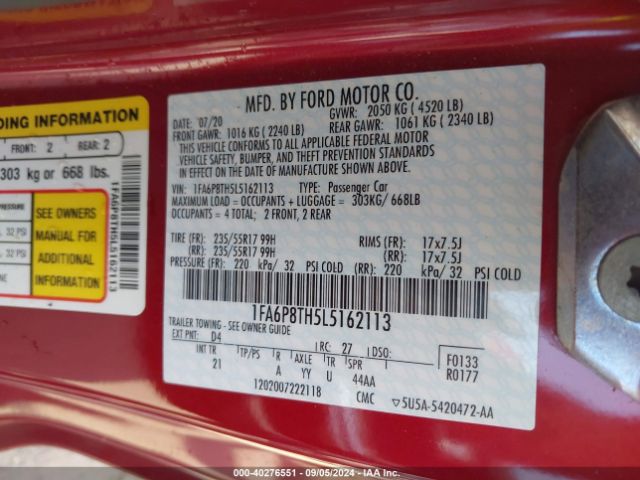 DING INFORMATION
FRONT: 2 REAR: 2
303 kg or 668 lbs.
PRESSURE
SEE OWNERS
MANUAL FOR
ADDITIONAL
INFORMATION
32 PSI
32 PSI
1FA6P8TH5L5162113
MFD. BY FORD MOTOR CO.
DATE: 07/20 GVWR: 2050 KG ( 4520 LB)
FRONT GAWR: 1016 KG ( 2240 LB) REAR GAWR: 1061 KG ( 2340 LB)
THIS VEHICLE CONFORMS TO ALL APPLICABLE FEDERAL MOTOR
VEHICLE SAFETY, BUMPER, AND THEFT PREVENTION STANDARDS
IN EFFECT ON THE DATE OF MANUFACTURE SHOWN ABOVE.
VIN: 1FA6P8TH5L5162113 TYPE: Passenger Car
MAXIMUM LOAD = OCCUPANTS + LUGGAGE = 303KG/ 668LB
OCCUPANTS = 4 TOTAL; 2 FRONT, 2 REAR
TIRE (FR): 235/55R17 99H RIMS (FR): 17x7.5J
(RR): 235/55R17 99H (RR): 17x7.5J
PRESSURE (FR): 220 kPa/ 32 PSI COLD (RR): 220 kPa/ 32 PSI COLD
1FA6P8TH5L5162113
TRAILER TOWING - SEE OWNER GUIDE
EXT PNT: D4 RC: 27 DSO: F0133
INT TR TP/PS R AXLE TR SPR R0177
21 A YY U 44AA
1202007222118 CMC 5U5A-5420472-AA
000-40276551 - 09/05/2024 - IAA Inc.